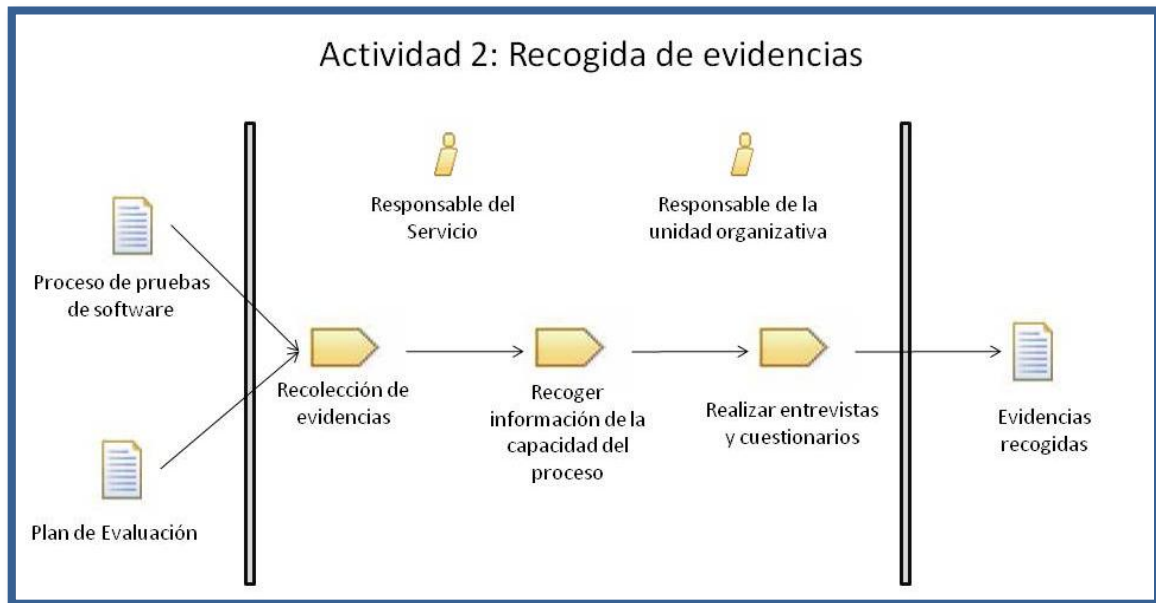 Actividad 2: Recogida de evidencias
Responsable del
Servicio
Responsable de la
unidad organizativa
Proceso de pruebas
de software
Plan de Evaluación
Recolección de
evidencias
Recoger
información de la
capacidad del
proceso
Realizar entrevistas
y cuestionarios
Evidencias
recogidas